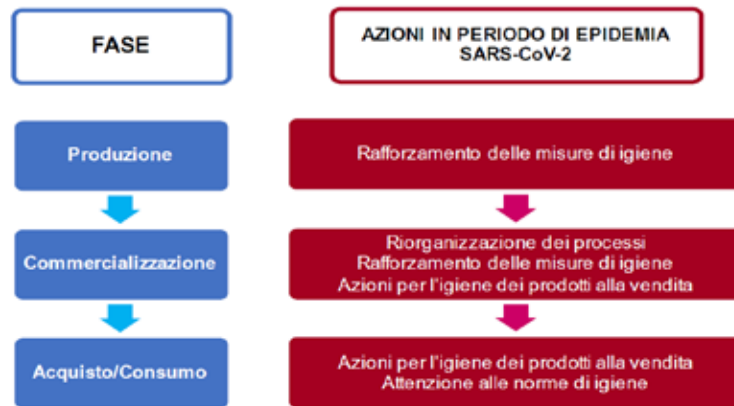 FASE
AZIONI IN PERIODO DI EPIDEMIA
SARS-CoV-2
Produzione
Rafforzamento delle misure di igiene
Commercializzazione
Riorganizzazione dei processi
Rafforzamento delle misure di igiene
Azioni per l'igiene dei prodotti alla vendita
Acquisto/Consumo
Azioni per l'igiene dei prodotti alla vendita
Attenzione alle norme di igiene